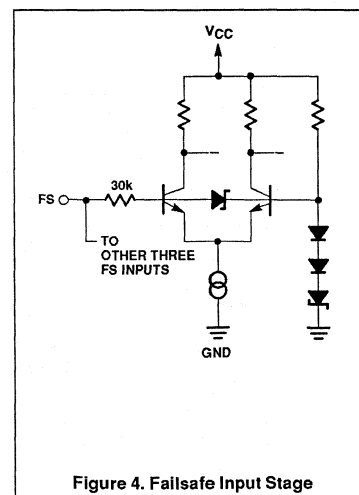 VCC
30k
FS
TO
OTHER THREE
FS INPUTS
GND
Figure 4. Failsafe Input Stage